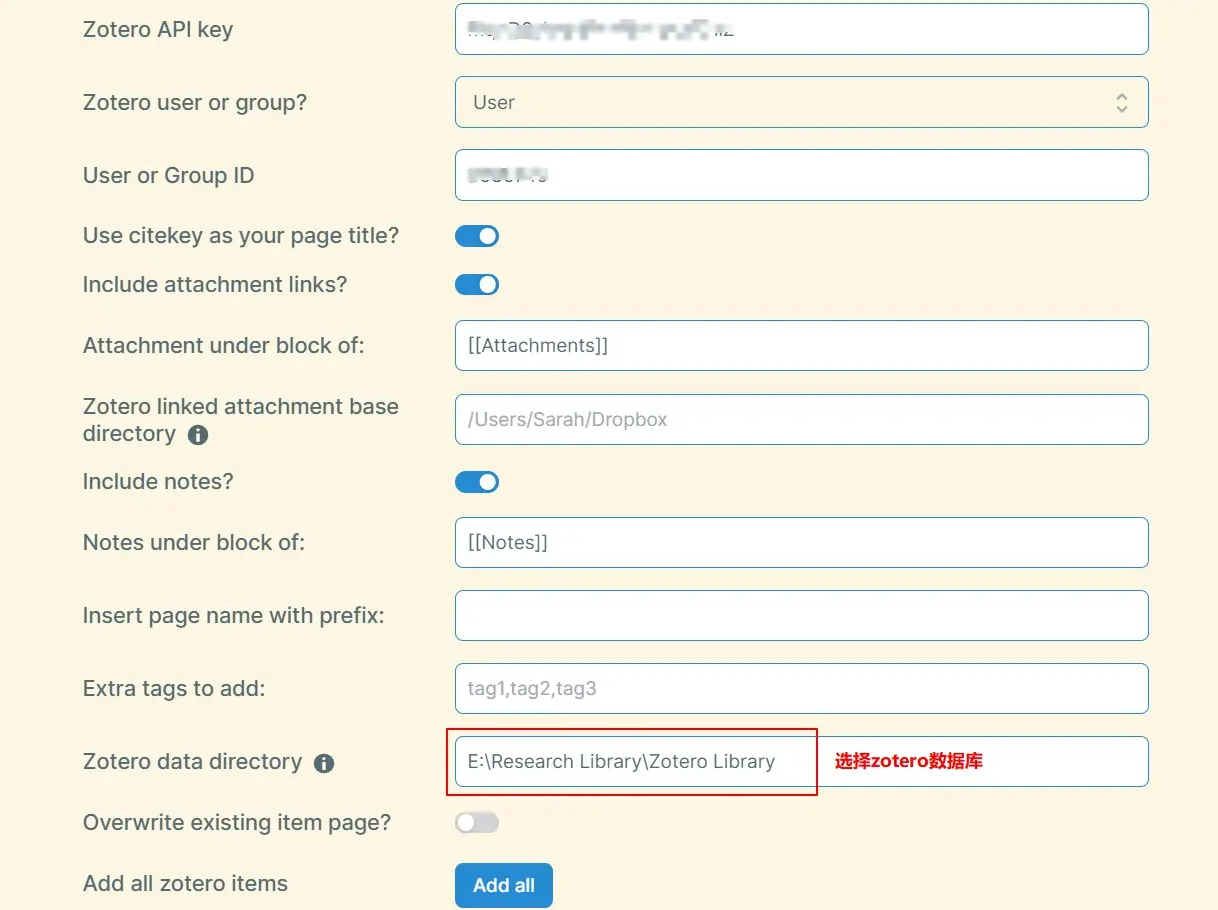 Zotero API key
Zotero user or group?
User
User or Group ID
Use citekey as your page title?
Include attachment links?
Attachment under block of:
[[Attachments]]
Zotero linked attachment base
directory
/Users/Sarah/Dropbox
Include notes?
Notes under block of:
[[Notes]]
Insert page name with prefix:
Extra tags to add:
tag1,tag2,tag3
Zotero data directory
E:\Research Library\Zotero Library
选择zotero数据库
Overwrite existing item page?
Add all zotero items
Add all